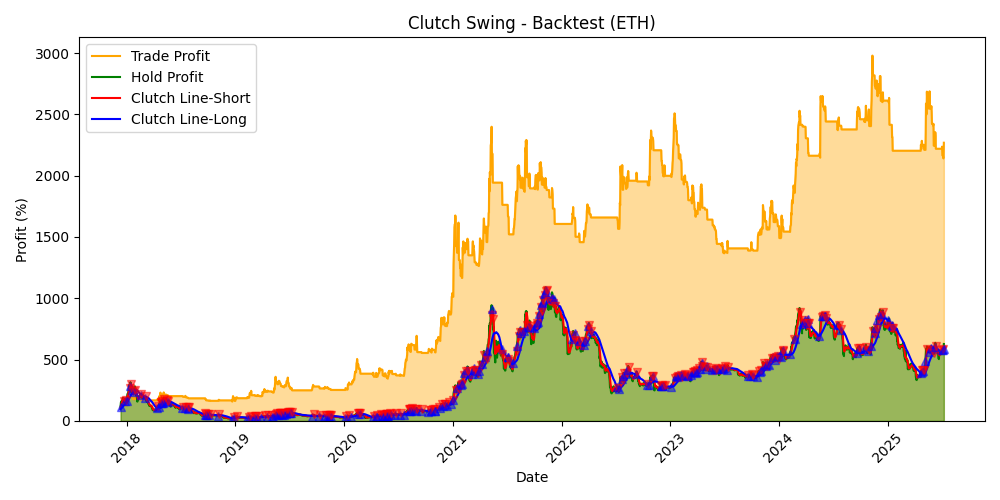 Clutch Swing - Backtest (ETH)
Trade Profit
Hold Profit
Clutch Line-Short
Clutch Line-Long
Profit (%)
3000
2500
2000
1500
1000
500
0
2018
2019
2020
2021
2022
2023
2024
2025
Date